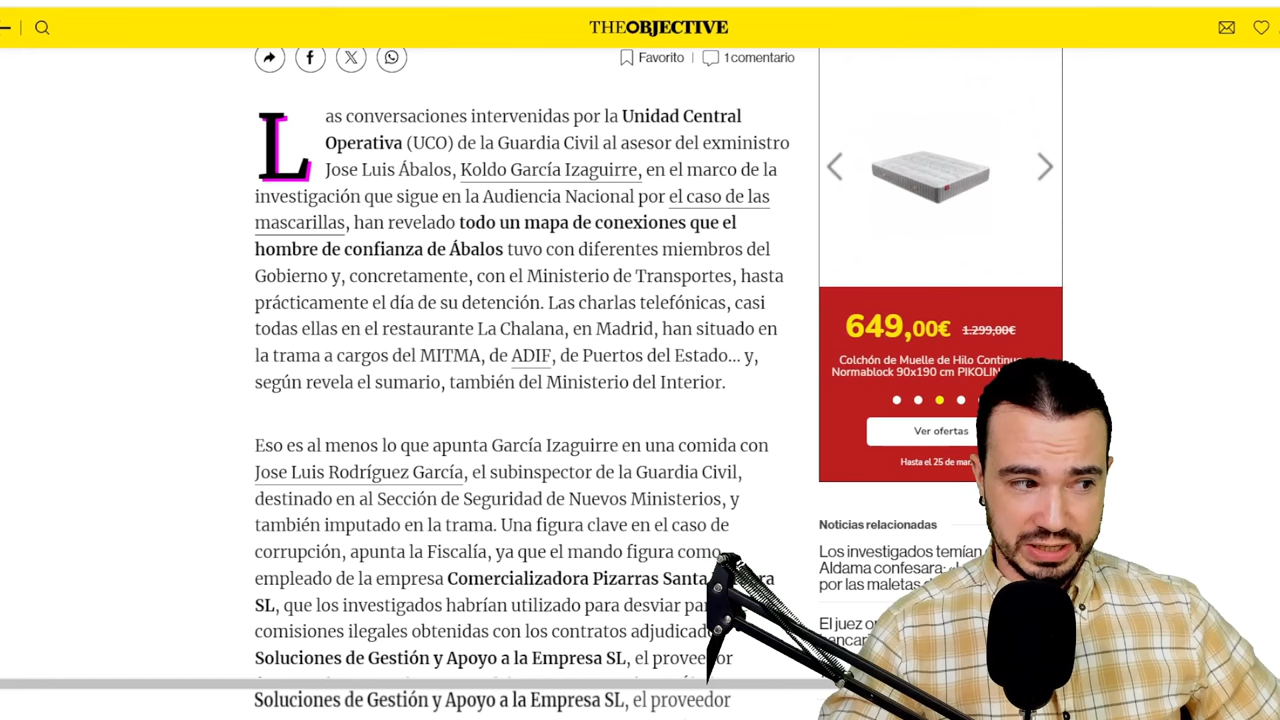 THE OBJECTIVE
Favorito
1 comentario
Las conversaciones intervenidas por la Unidad Central
Operativa (UCO) de la Guardia Civil al asesor del exministro
Jose Luis Ábalos, Koldo García Izaguirre, en el marco de la
investigación que sigue en la Audiencia Nacional por el caso de las
mascarillas, han revelado todo un mapa de conexiones que el
hombre de confianza de Ábalos tuvo con diferentes miembros del
Gobierno y, concretamente, con el Ministerio de Transportes, hasta
prácticamente el día de su detención. Las charlas telefónicas, casi
todas ellas en el restaurante La Chalana, en Madrid, han situado en
la trama a cargos del MITMA, de ADIF, de Puertos del Estado... y,
según revela el sumario, también del Ministerio del Interior.
Eso es al menos lo que apunta García Izaguirre en una comida con
Jose Luis Rodríguez García, el subinspector de la Guardia Civil,
destinado en al Sección de Seguridad de Nuevos Ministerios, y
también imputado en la trama. Una figura clave en el caso de
corrupción, apunta la Fiscalía, ya que el mando figura como
empleado de la empresa Comercializadora Pizarras Santa
SL, que los investigados habrían utilizado para desviar
comisiones ilegales obtenidas con los contratos
Soluciones de Gestión y Apoyo a la Empresa SL, el proveedor
Soluciones de Gestión y Apoyo a la Empresa SL, el proveedor
649,00€ 1.299,00€
Colchón de Muelle de Hilo
Normablock 90x190 cm
Ver ofertas
Hasta el 25 de
Noticias relacionadas
Los investigados temían
Aldama confesara:
por las maletas
El juez